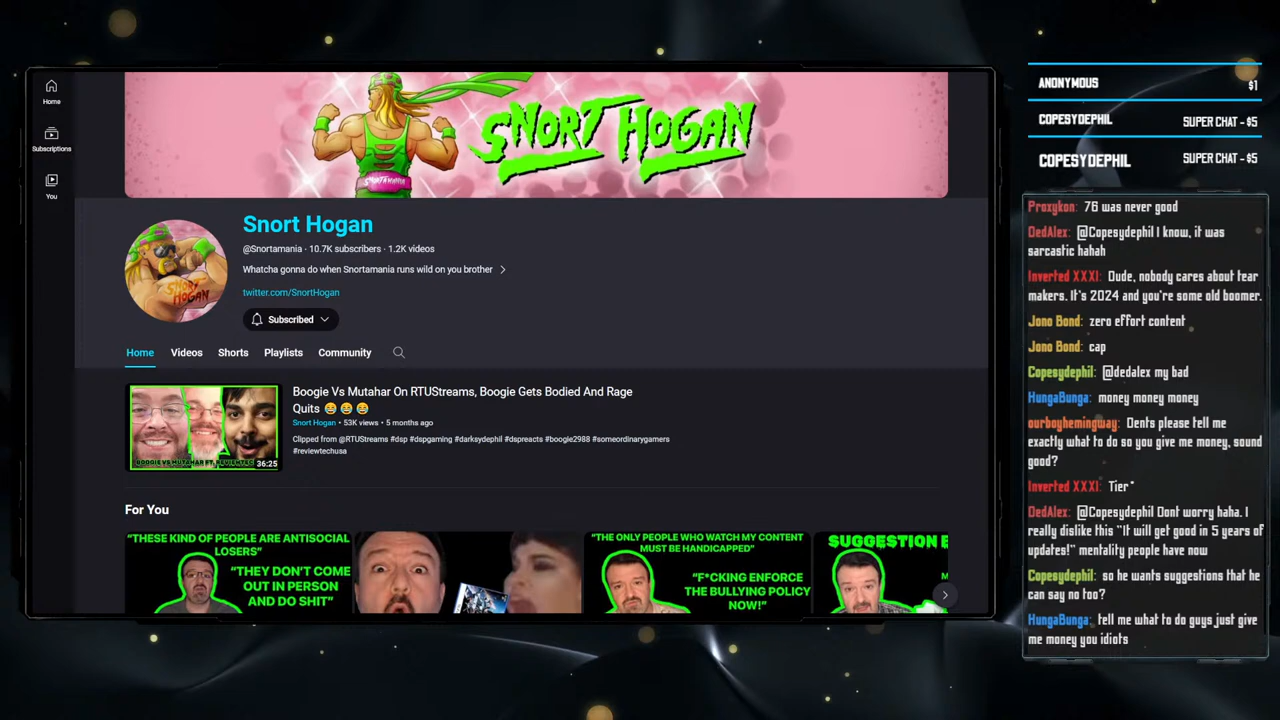 Home
Subscriptions
You
SNORT HOGAN
SNORTAMANIA
SNORT
HOGAN
Snort Hogan
@Snortamania · 10.7K subscribers · 1.2K videos
Whatcha gonna do when Snortamania runs wild on you brother
twitter.com/SnortHogan
Subscribed
Home Videos Shorts Playlists Community
BOOGIE VS MUTAHAR FT. REVIEWTEC
36:25
Boogie Vs Mutahar On RTUStreams, Boogie Gets Bodied And Rage
Quits 😂 😂 😂
Snort Hogan · 53K views · 5 months ago
Clipped from @RTUStreams #dsp #dspgaming #darksydephil #dspreacts #boogie2988 #someordinarygamers
#reviewtechusa
For You
"THESE KIND OF PEOPLE ARE ANTISOCIAL
LOSERS"
"THEY DON'T COME
OUT IN PERSON
AND DO SHIT"
"THE ONLY PEOPLE WHO WATCH MY CONTENT
MUST BE HANDICAPPED"
"F*CKING ENFORCE
THE BULLYING POLICY
NOW!"
SUGGESTION B
ANONYMOUS $1
COPESYDEPHIL SUPER CHAT - $5
COPESYDEPHIL SUPER CHAT - $5
Proxykon: 76 was never good
DedAlex: @Copesydephil I know, it was
sarcastic hahah
Inverted XXXI: Dude, nobody cares about tear
makers. It's 2024 and you're some old boomer.
Jono Bond: zero effort content
Jono Bond: cap
Copesydephil: @dedalex my bad
HungaBunga: money money money
ourboyhemingway: Dents please tell me
exactly what to do so you give me money, sound
good?
Inverted XXXI: Tier*
DedAlex: @Copesydephil Dont worry haha. I
really dislike this "It will get good in 5 years of
updates!" mentality people have now
Copesydephil: so he wants suggestions that he
can say no too?
HungaBunga: tell me what to do guys just give
me money you idiots